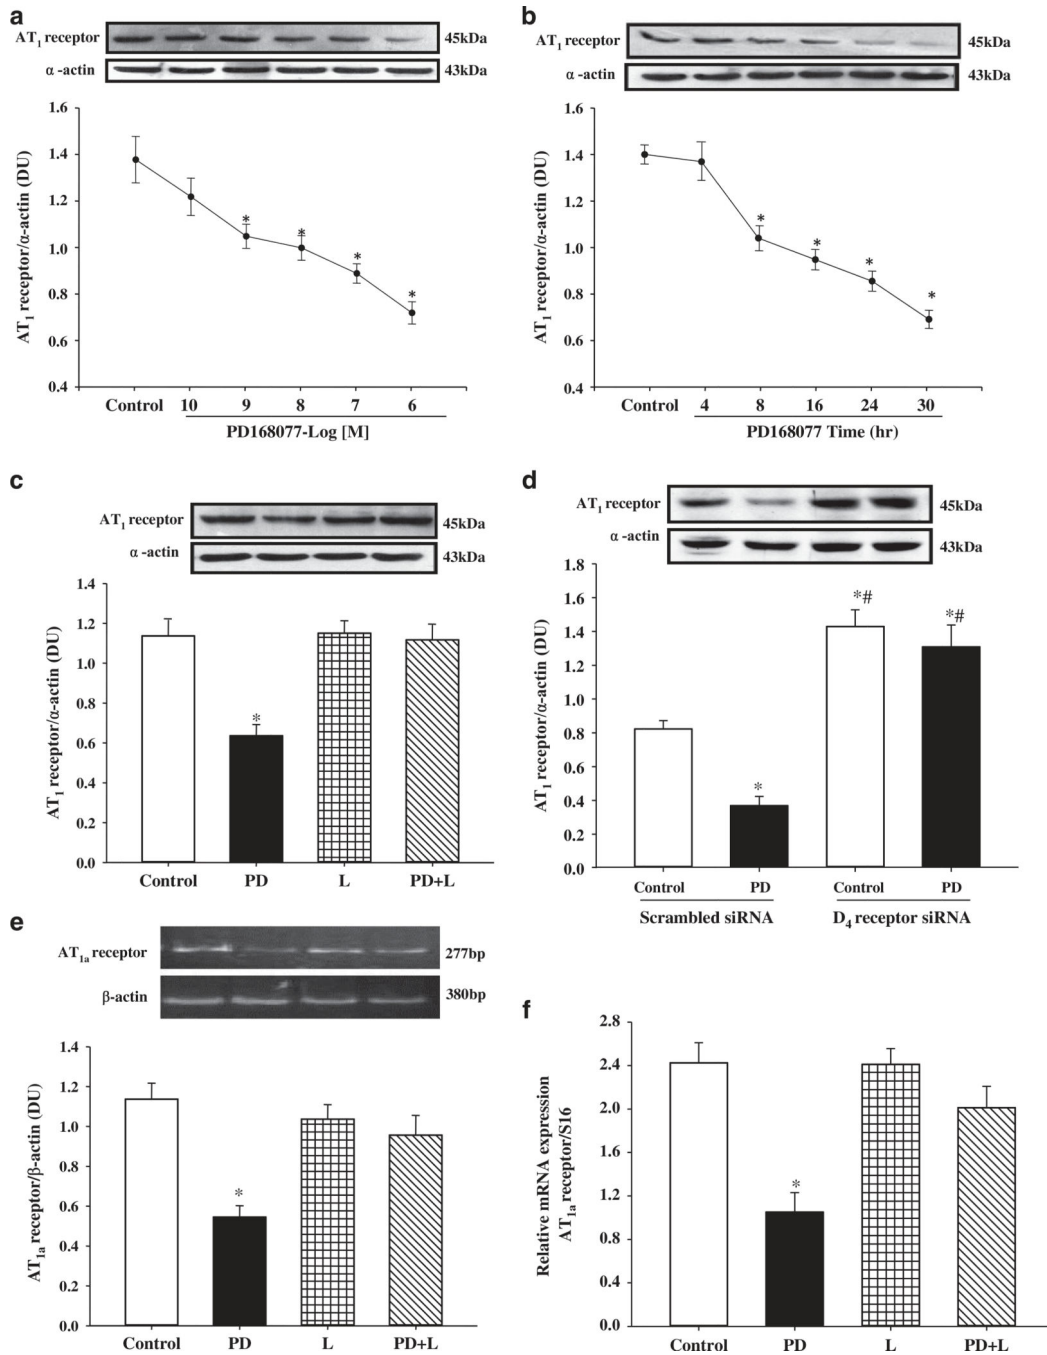 a
AT1 receptor 45kDa
α -actin 43kDa
1.6
1.4
1.2
1.0
0.8
0.6
0.4
AT1 receptor/α-actin (DU)
* * * *
Control 10 9 8 7 6
PD168077-Log [M]
b
AT1 receptor 45kDa
α -actin 43kDa
1.6
1.4
1.2
1.0
0.8
0.6
0.4
AT1 receptor/α-actin (DU)
* * * *
Control 4 8 16 24 30
PD168077 Time (hr)
c
AT1 receptor 45kDa
α -actin 43kDa
1.4
1.2
1.0
0.8
0.6
0.4
0.2
0.0
AT1 receptor/α-actin (DU)
*
Control PD L PD+L
d
AT1 receptor 45kDa
α -actin 43kDa
1.8
1.6
1.4
1.2
1.0
0.8
0.6
0.4
0.2
0.0
AT1 receptor/α-actin (DU)
* *# *#
Control PD Control PD
Scrambled siRNA D4 receptor siRNA
e
AT1a receptor 277bp
β-actin 380bp
1.4
1.2
1.0
0.8
0.6
0.4
0.2
0.0
AT1a receptor/β-actin (DU)
*
Control PD L PD+L
f
2.8
2.4
2.0
1.6
1.2
0.8
0.4
0.0
Relative mRNA expression
AT1a receptor/S16
*
Control PD L PD+L